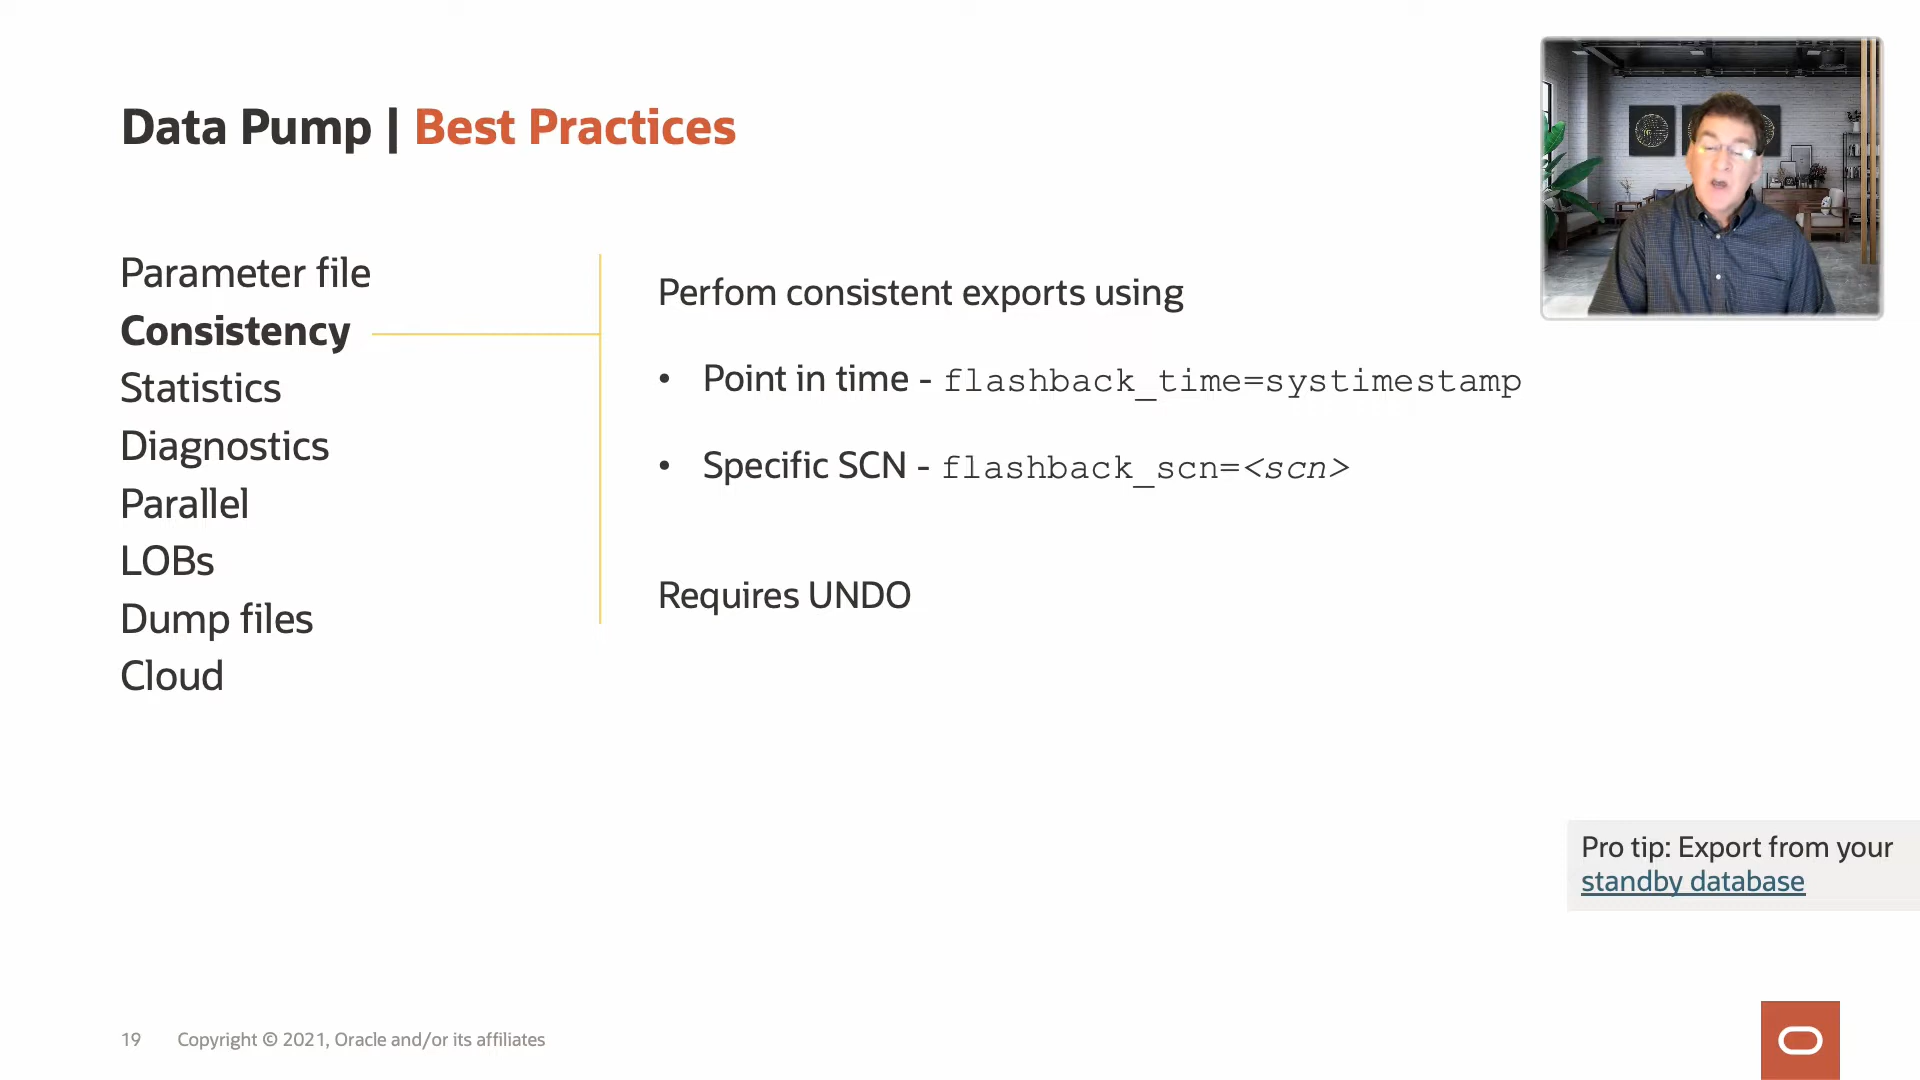 Data Pump | Best Practices
Parameter file
Consistency
Statistics
Diagnostics
Parallel
LOBs
Dump files
Cloud
Perfom consistent exports using
• Point in time - flashback_time=systimestamp
• Specific SCN - flashback_scn=<scn>
Requires UNDO
Pro tip: Export from your
standby database
19 Copyright © 2021, Oracle and/or its affiliates